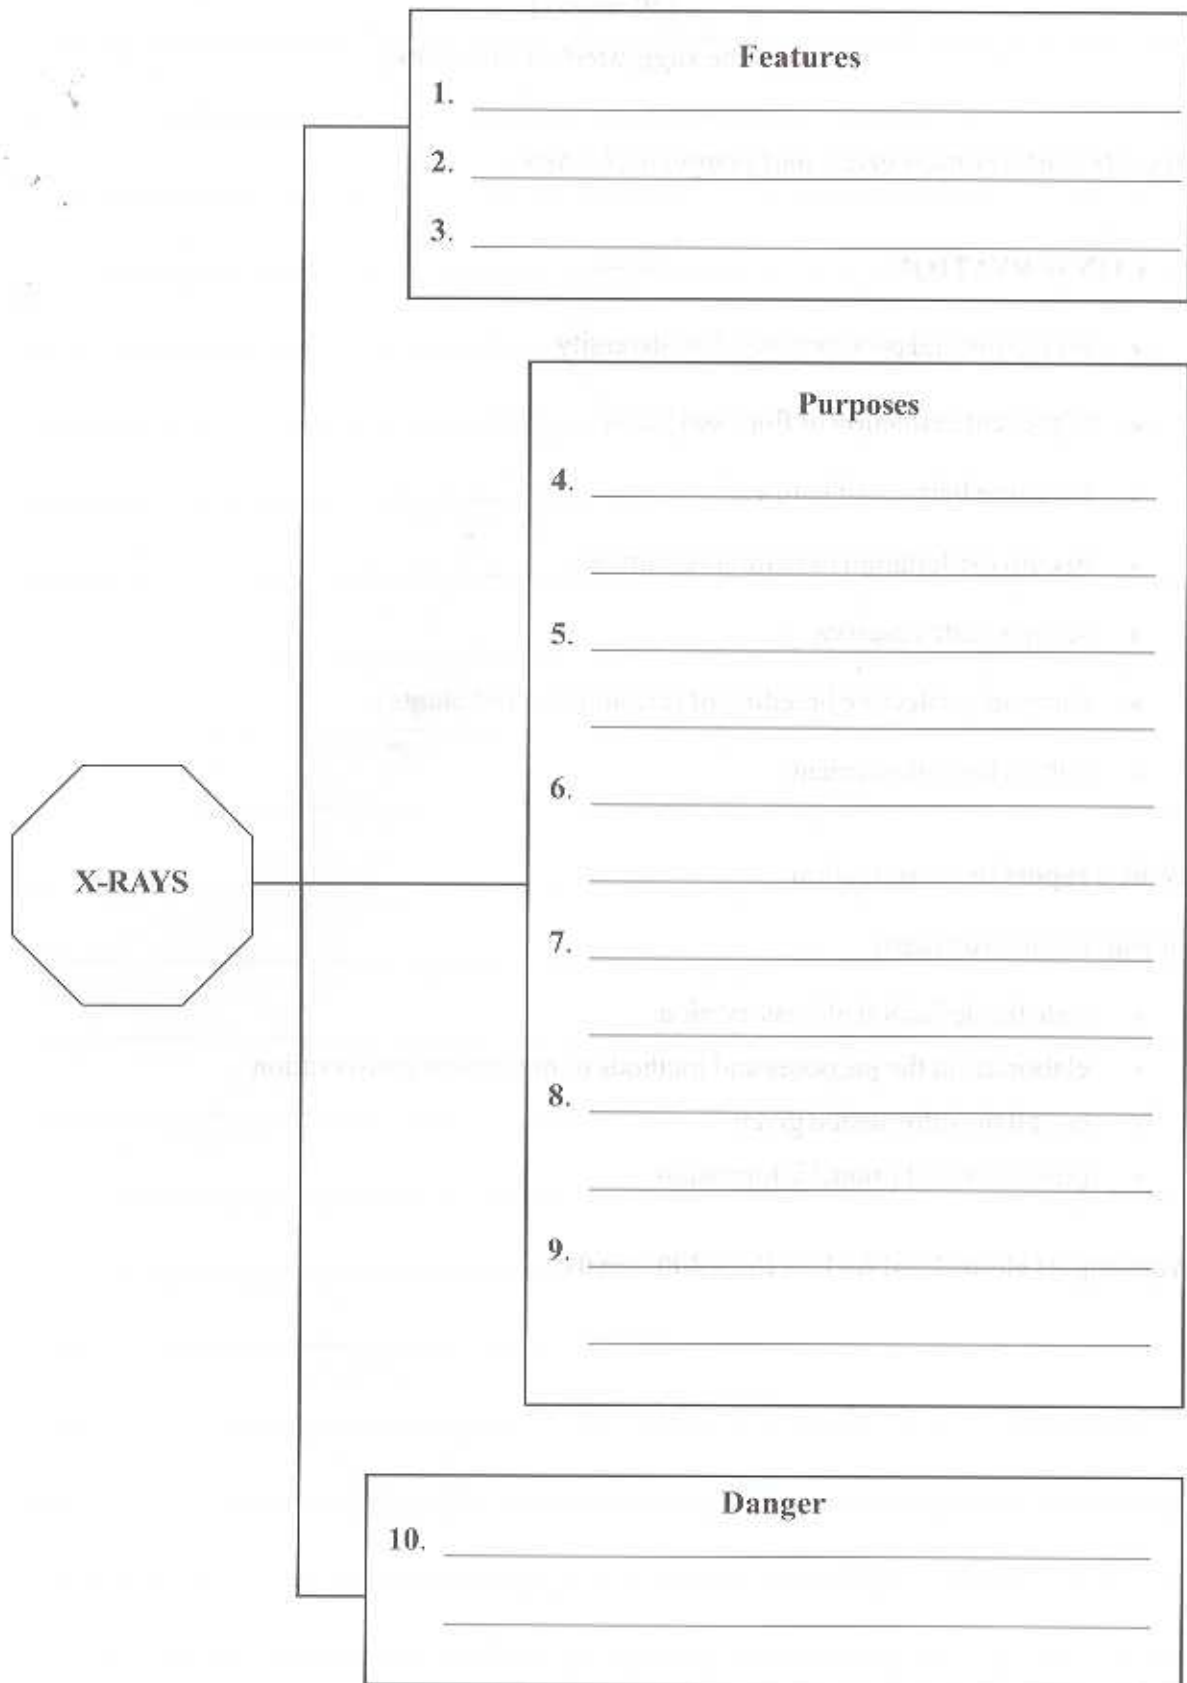 Features
1.
2.
3.
Purposes
4.
5.
6.
X-RAYS
7.
8.
9.
Danger
10.